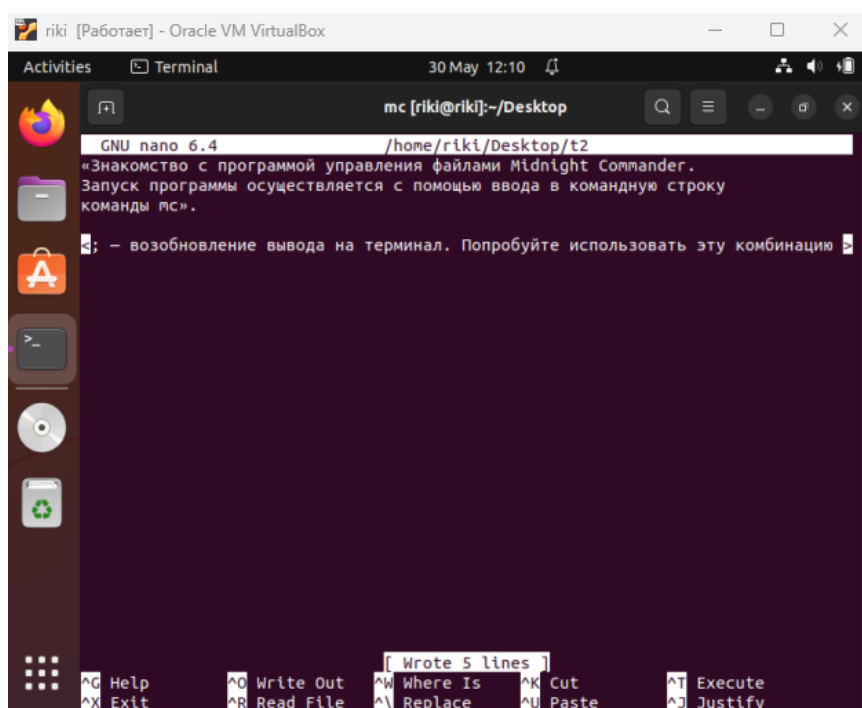 riki [Работает] - Oracle VM VirtualBox
Activities Terminal 30 May 12:10
mc [riki@riki]:~/Desktop
GNU nano 6.4 /home/riki/Desktop/t2
«Знакомство с программой управления файлами Midnight Commander.
Запуск программы осуществляется с помощью ввода в командную строку
команды mc».
<; – возобновление вывода на терминал. Попробуйте использовать эту комбинацию >
[ Wrote 5 lines ]
^G Help ^O Write Out ^W Where Is ^K Cut ^T Execute
^X Exit ^R Read File ^\ Replace ^U Paste ^J Justify